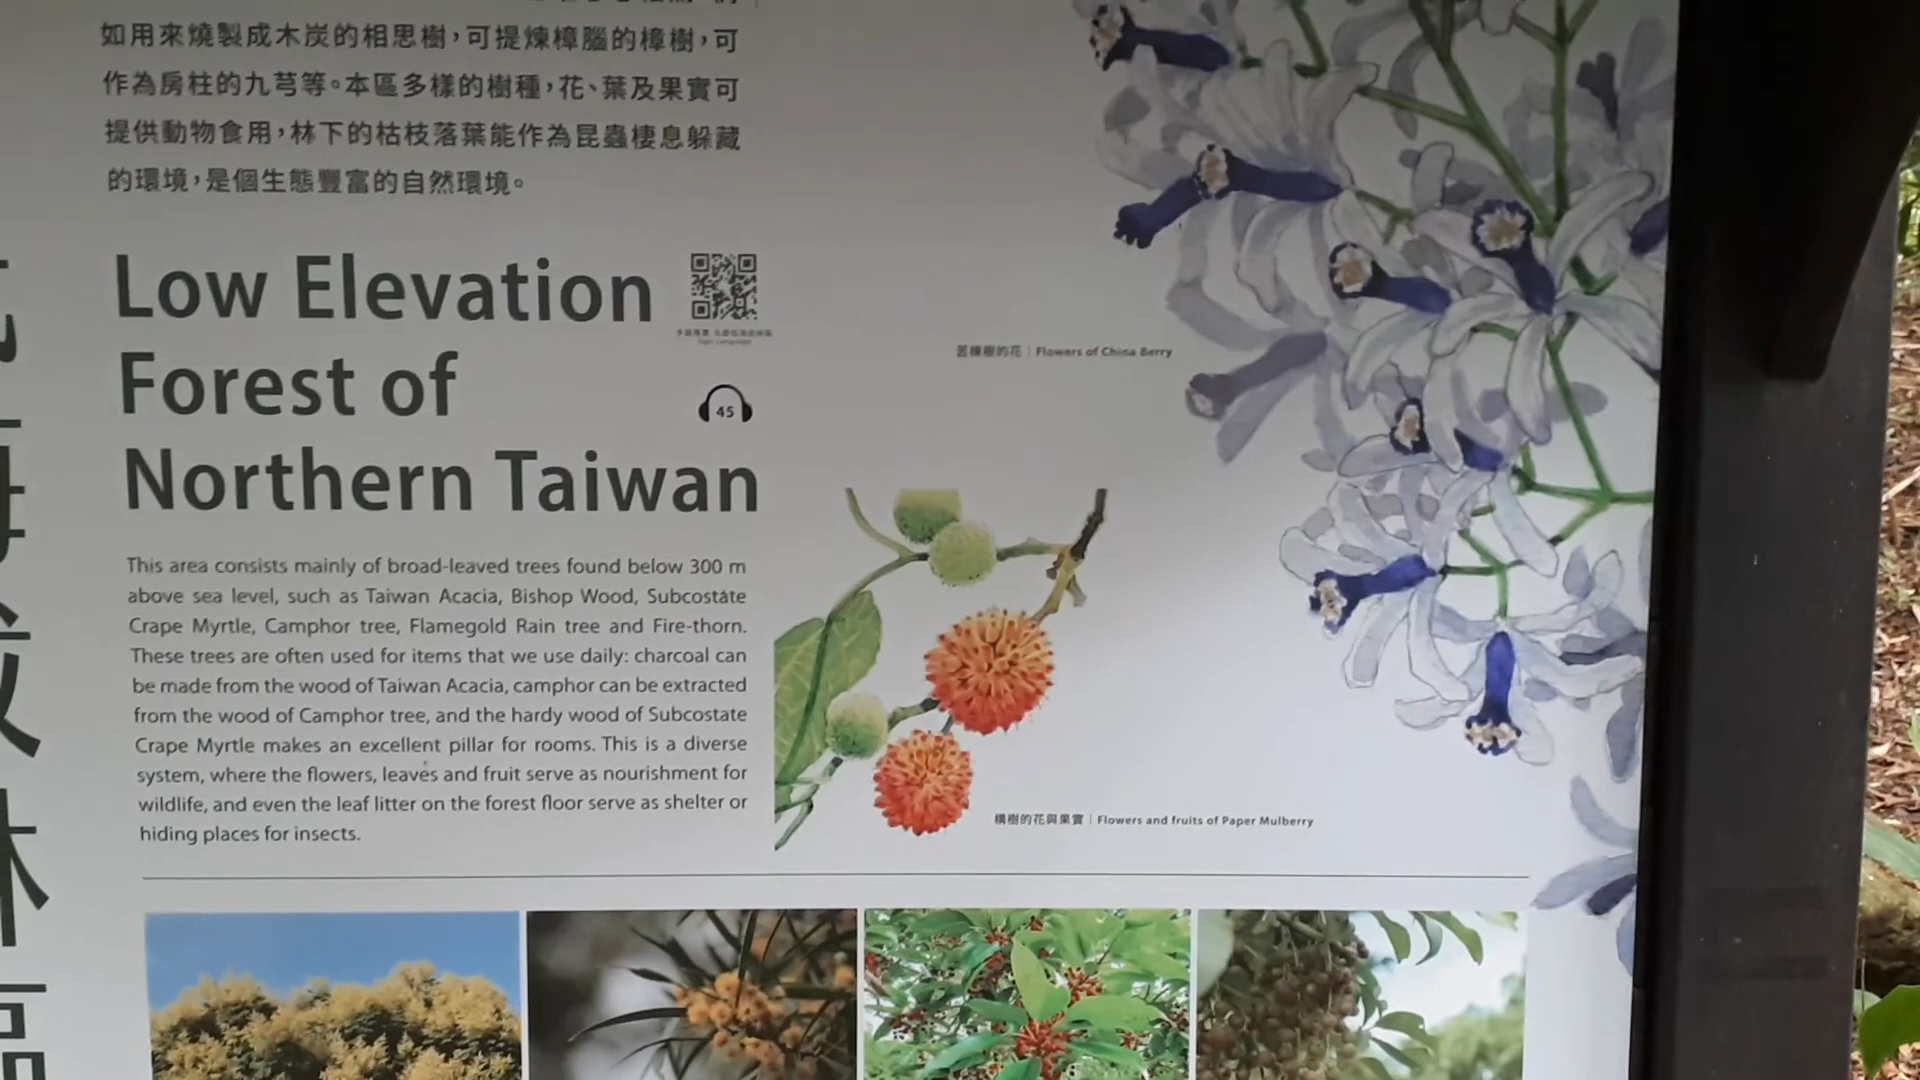 如用來燒製成木炭的相思樹，可提煉樟腦的樟樹，可
作為房柱的九芎等。本區多樣的樹種，花、葉及果實可
提供動物食用，林下的枯枝落葉能作為昆蟲棲息躲藏
的環境，是個生態豐富的自然環境。
Low Elevation
Forest of
Northern Taiwan
Sign Language
45
This area consists mainly of broad-leaved trees found below 300 m
above sea level, such as Taiwan Acacia, Bishop Wood, Subcostate
Crape Myrtle, Camphor tree, Flamegold Rain tree and Fire-thorn.
These trees are often used for items that we use daily: charcoal can
be made from the wood of Taiwan Acacia, camphor can be extracted
from the wood of Camphor tree, and the hardy wood of Subcostate
Crape Myrtle makes an excellent pillar for rooms. This is a diverse
system, where the flowers, leaves and fruit serve as nourishment for
wildlife, and even the leaf litter on the forest floor serve as shelter or
hiding places for insects.
苦楝樹的花｜Flowers of China Berry
構樹的花與果實｜Flowers and fruits of Paper Mulberry